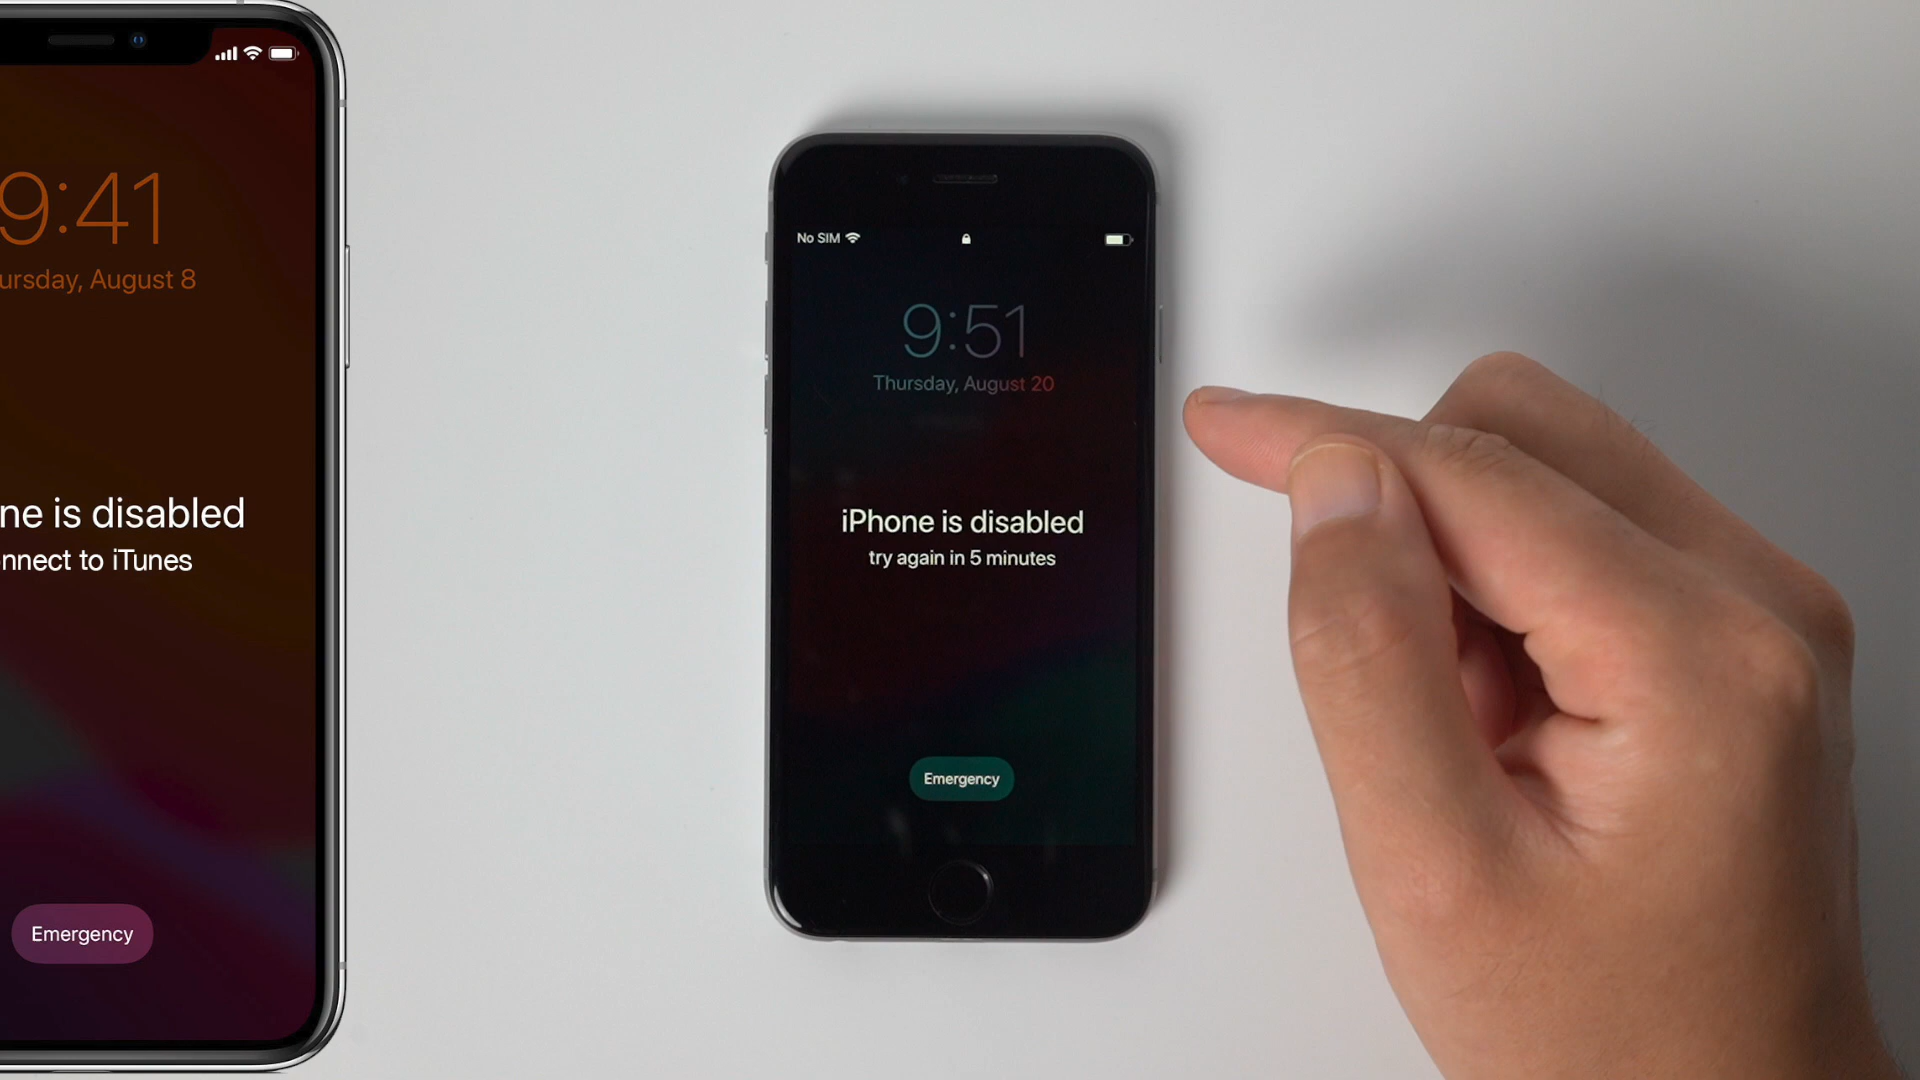 9:41
ursday, August 8
ne is disabled
nnect to iTunes
Emergency
No SIM
9:51
Thursday, August 20
iPhone is disabled
try again in 5 minutes
Emergency